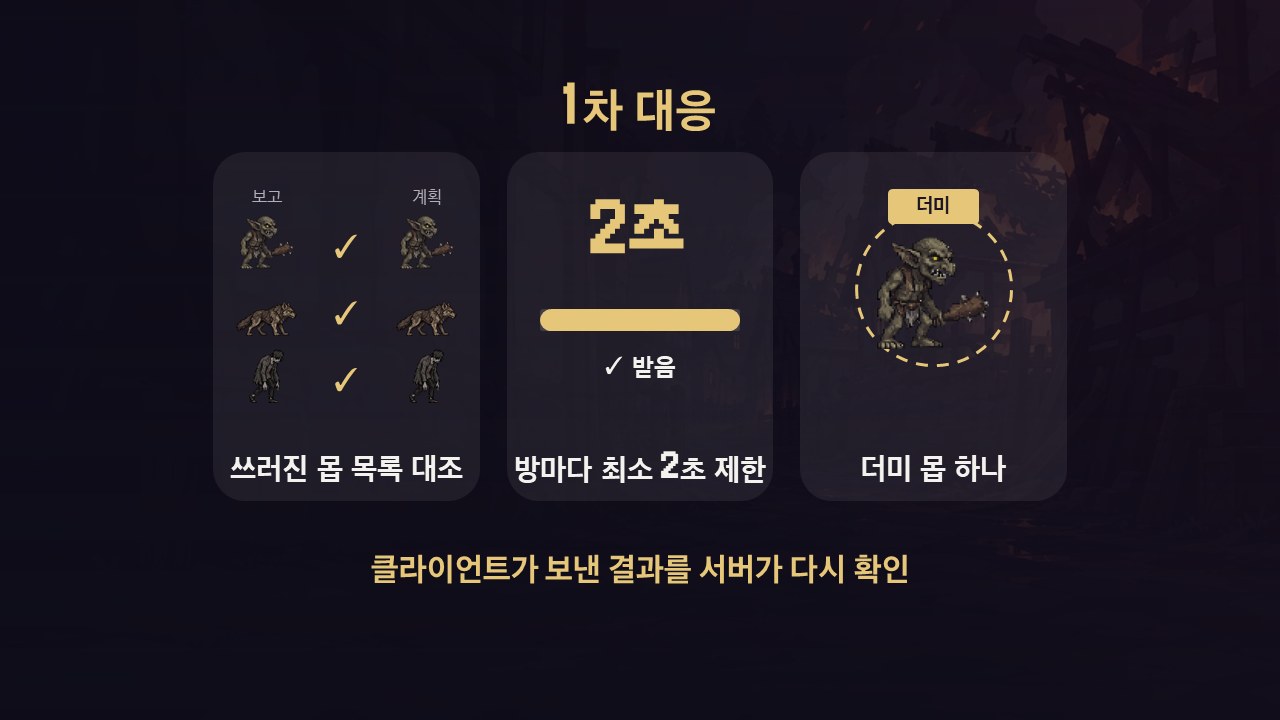 1차 대응
보고
계획
✓
✓
✓
쓰러진 몹 목록 대조
2초
✓ 받음
방마다 최소 2초 제한
더미
더미 몹 하나
클라이언트가 보낸 결과를 서버가 다시 확인